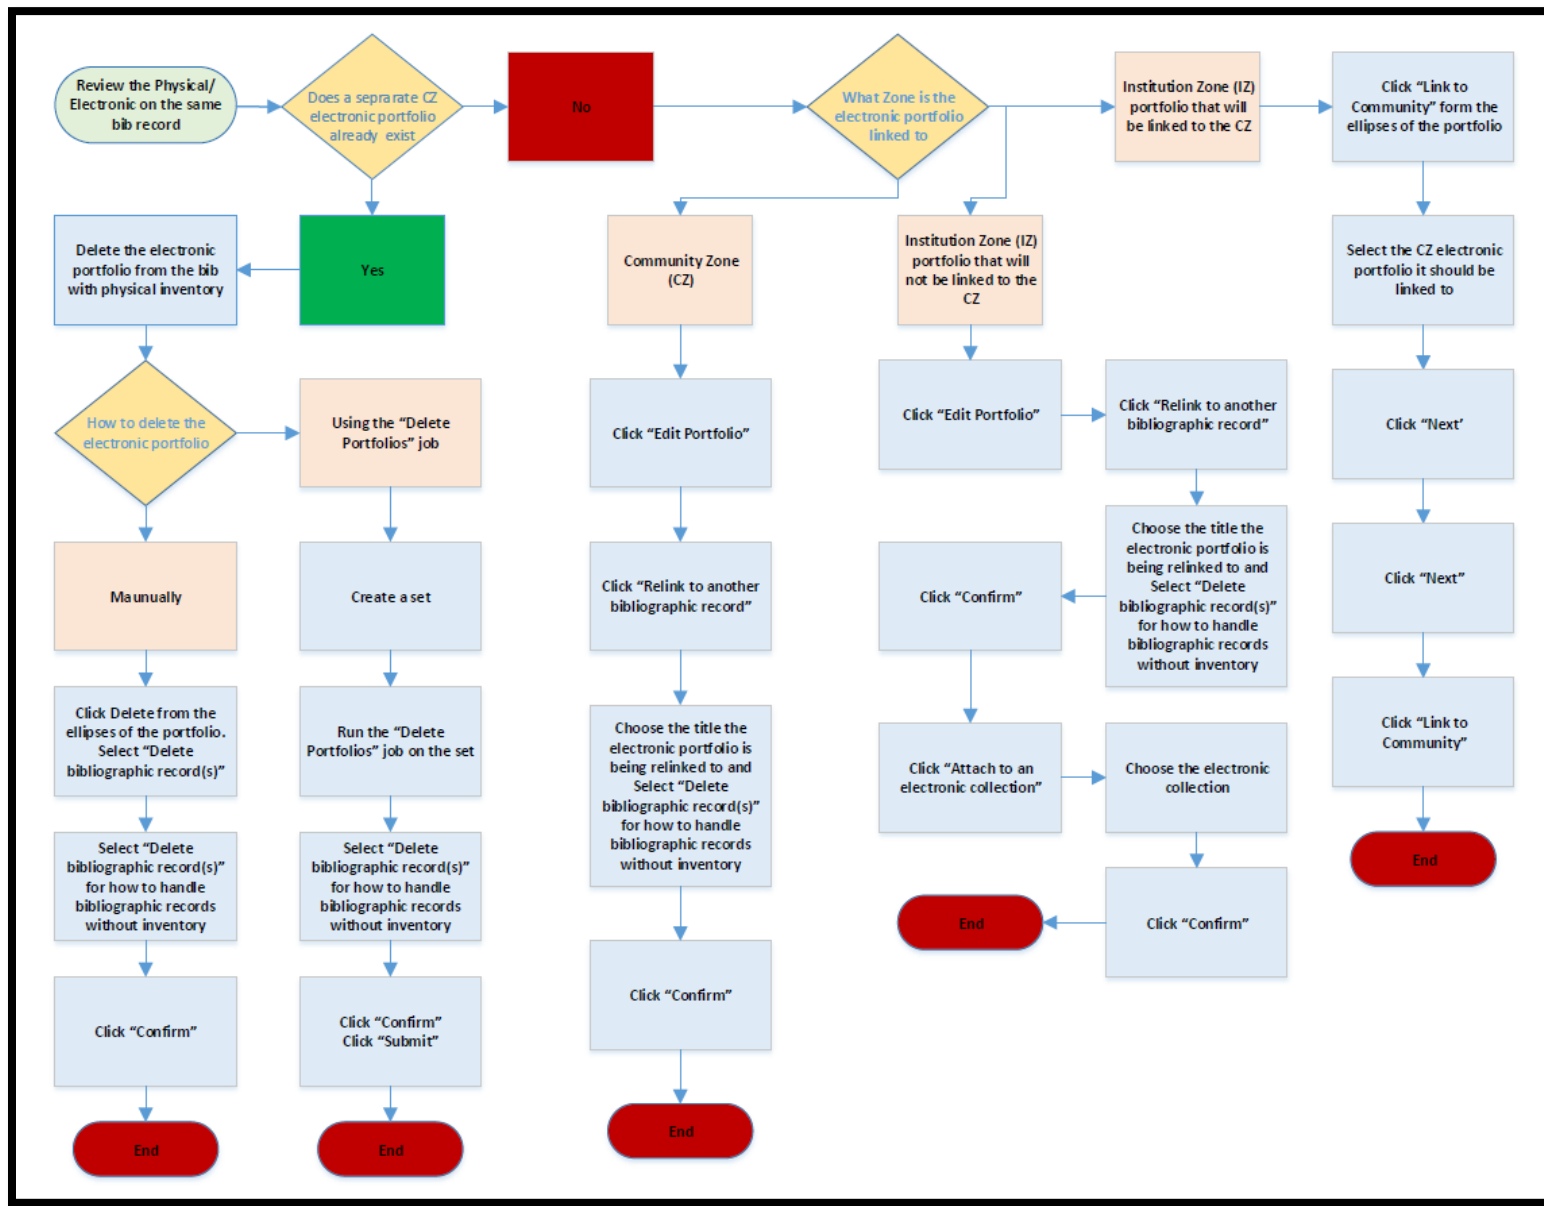 Review the Physical/
Electronic on the same
bib record
Does a seprarate CZ
electronic portfolio
already exist
No
What Zone is the
electronic portfolio
linked to
Institution Zone (IZ)
portfolio that will
be linked to the CZ
Click “Link to
Community” form the
ellipses of the portfolio
Delete the electronic
portfolio from the bib
with physical inventory
Yes
Community Zone
(CZ)
Institution Zone (IZ)
portfolio that will
not be linked to the
CZ
Select the CZ electronic
portfolio it should be
linked to
How to delete the
electronic portfolio
Using the “Delete
Portfolios” job
Click “Edit Portfolio”
Click “Edit Portfolio”
Click “Relink to another
bibliographic record”
Click “Next’
Maunually
Create a set
Click “Relink to another
bibliographic record”
Click “Confirm”
Choose the title the
electronic portfolio is
being relinked to and
Select “Delete
bibliographic record(s)”
for how to handle
bibliographic records
without inventory
Click “Next”
Click Delete from the
ellipses of the portfolio.
Select “Delete
bibliographic record(s)”
Run the “Delete
Portfolios” job on the set
Choose the title the
electronic portfolio is
being relinked to and
Select “Delete
bibliographic record(s)”
for how to handle
bibliographic records
without inventory
Click “Attach to an
electronic collection”
Choose the electronic
collection
Click “Link to
Community”
Select “Delete
bibliographic record(s)”
for how to handle
bibliographic records
without inventory
Select “Delete
bibliographic record(s)”
for how to handle
bibliographic records
without inventory
End
Click “Confirm”
End
Click “Confirm”
Click “Confirm”
Click “Submit”
Click “Confirm”
End
End
End